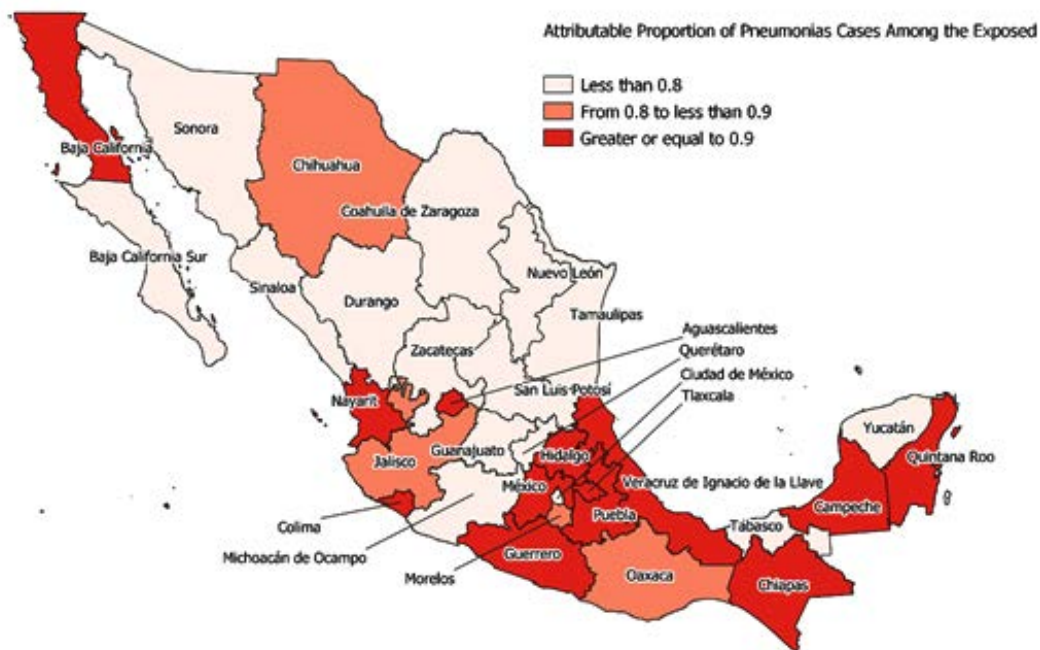 Attributable Proportion of Pneumonias Cases Among the Exposed
Less than 0.8
From 0.8 to less than 0.9
Greater or equal to 0.9
Sonora
Baja California
Chihuahua
Coahuila de Zaragoza
Baja California Sur
Sinaloa
Nuevo León
Durango
Tamaulipas
Aguascalientes
Zacatecas
Querétaro
Ciudad de México
San Luis Potosí
Tlaxcala
Nayarit
Yucatán
Guanajuato
Hidalgo
Quintana Roo
Jalisco
México
Veracruz de Ignacio de la Llave
Campeche
Puebla
Tabasco
Colima
Michoacán de Ocampo
Guerrero
Morelos
Oaxaca
Chiapas